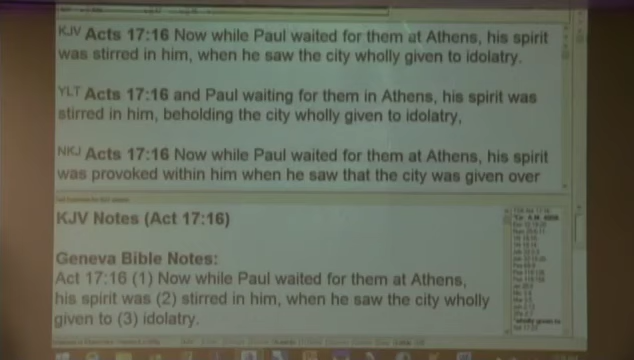 KJV Acts 17:16 Now while Paul waited for them at Athens, his spirit
was stirred in him, when he saw the city wholly given to idolatry.
YLT Acts 17:16 and Paul waiting for them in Athens, his spirit was
stirred in him, beholding the city wholly given to idolatry,
NKJ Acts 17:16 Now while Paul waited for them at Athens, his spirit
was provoked within him when he saw that the city was given over
KJV Notes (Act 17:16)
Geneva Bible Notes:
Act 17:16 (1) Now while Paul waited for them at Athens,
his spirit was (2) stirred in him, when he saw the city wholly
given to (3) idolatry.